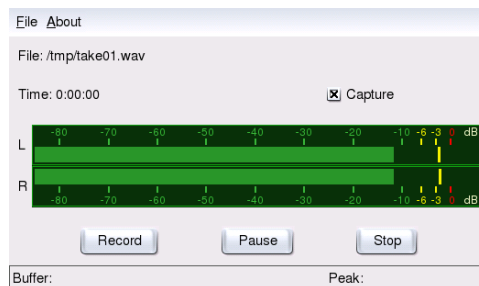 File About
File: /tmp/take01.wav
Time: 0:00:00
Capture
-80 -70 -60 -50 -40 -30 -20 -10 -6 -3 0 dB
L
R
-80 -70 -60 -50 -40 -30 -20 -10 -6 -3 0 dB
Record Pause Stop
Buffer: Peak: